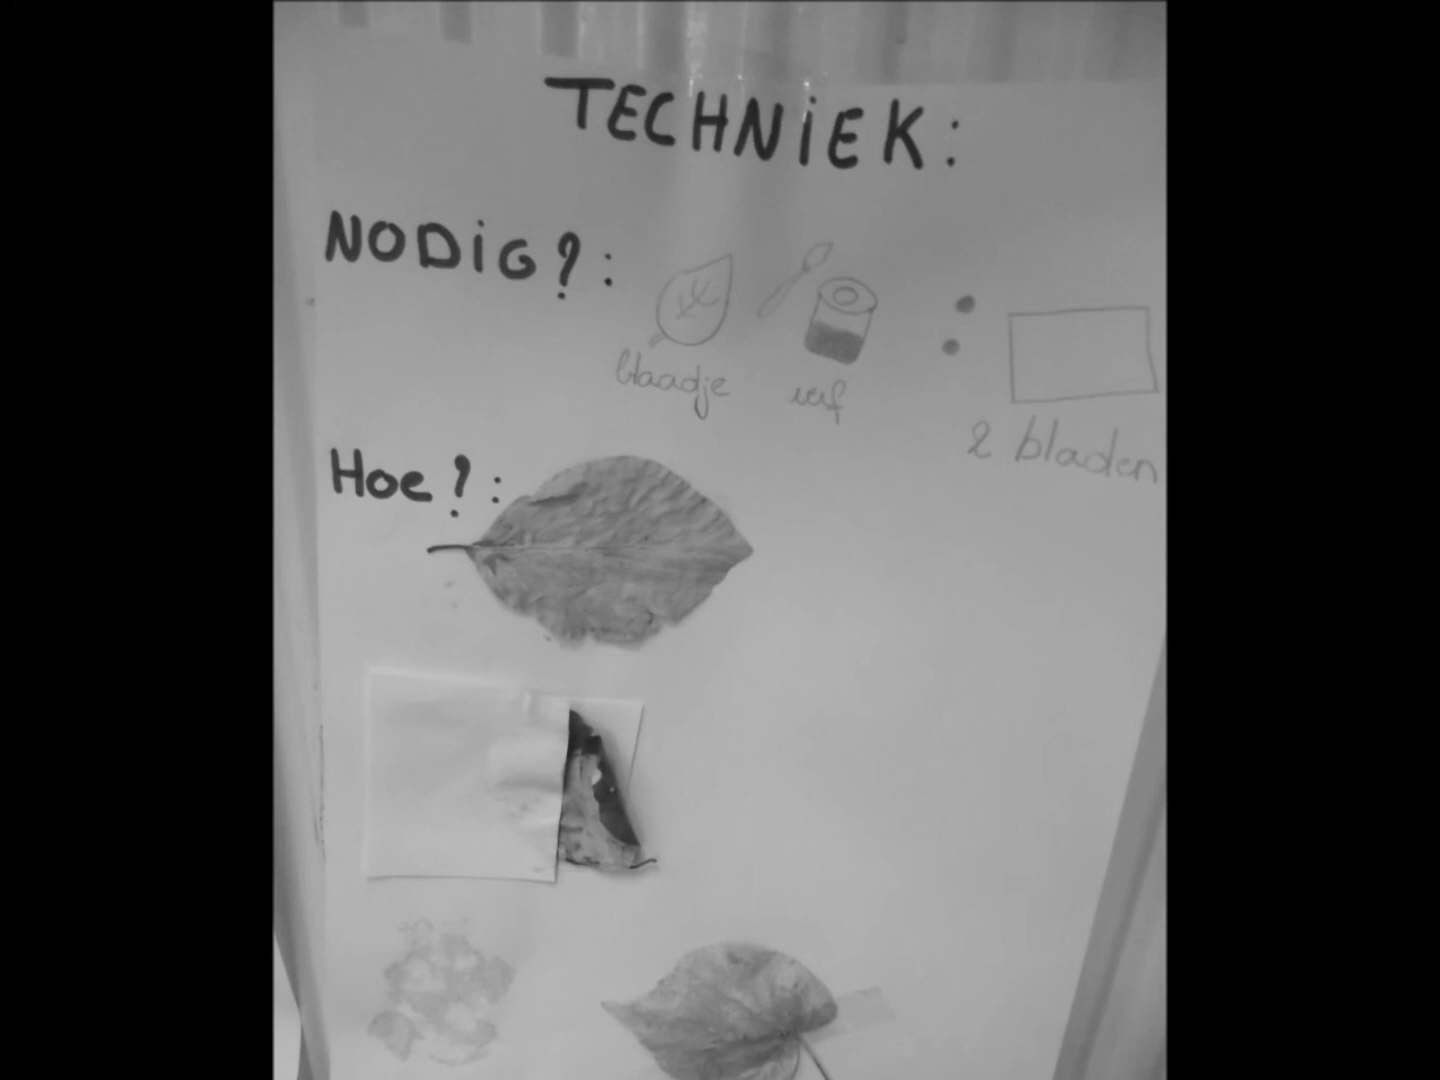 TECHNIEK:
NODIG?:
blaadje verf :
2 bladen
Hoe?: